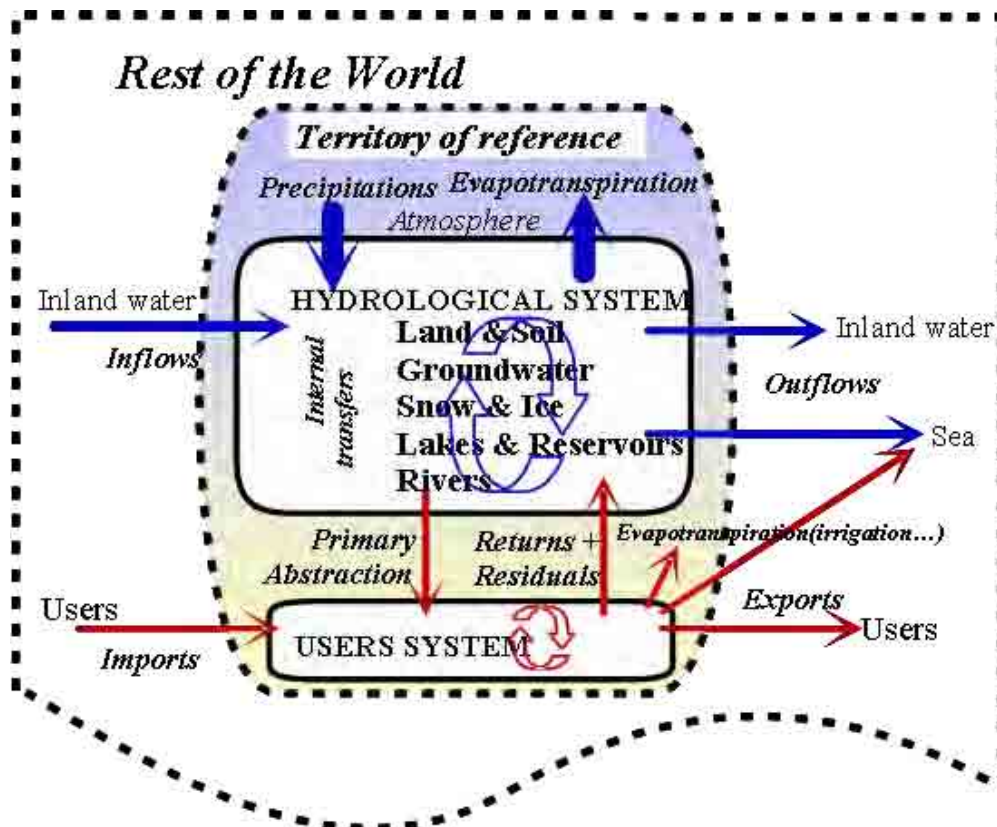 Rest of the World
Territory of reference
Precipitations
Evapotranspiration
Atmosphere
Inland water
Inflows
HYDROLOGICAL SYSTEM
Internal
transfers
Land & Soil
Groundwater
Snow & Ice
Lakes & Reservoirs
Rivers
Inland water
Outflows
Sea
Primary
Abstraction
Returns +
Residuals
Evapotranspiration(irrigation...)
Users
Imports
USERS SYSTEM
Exports
Users